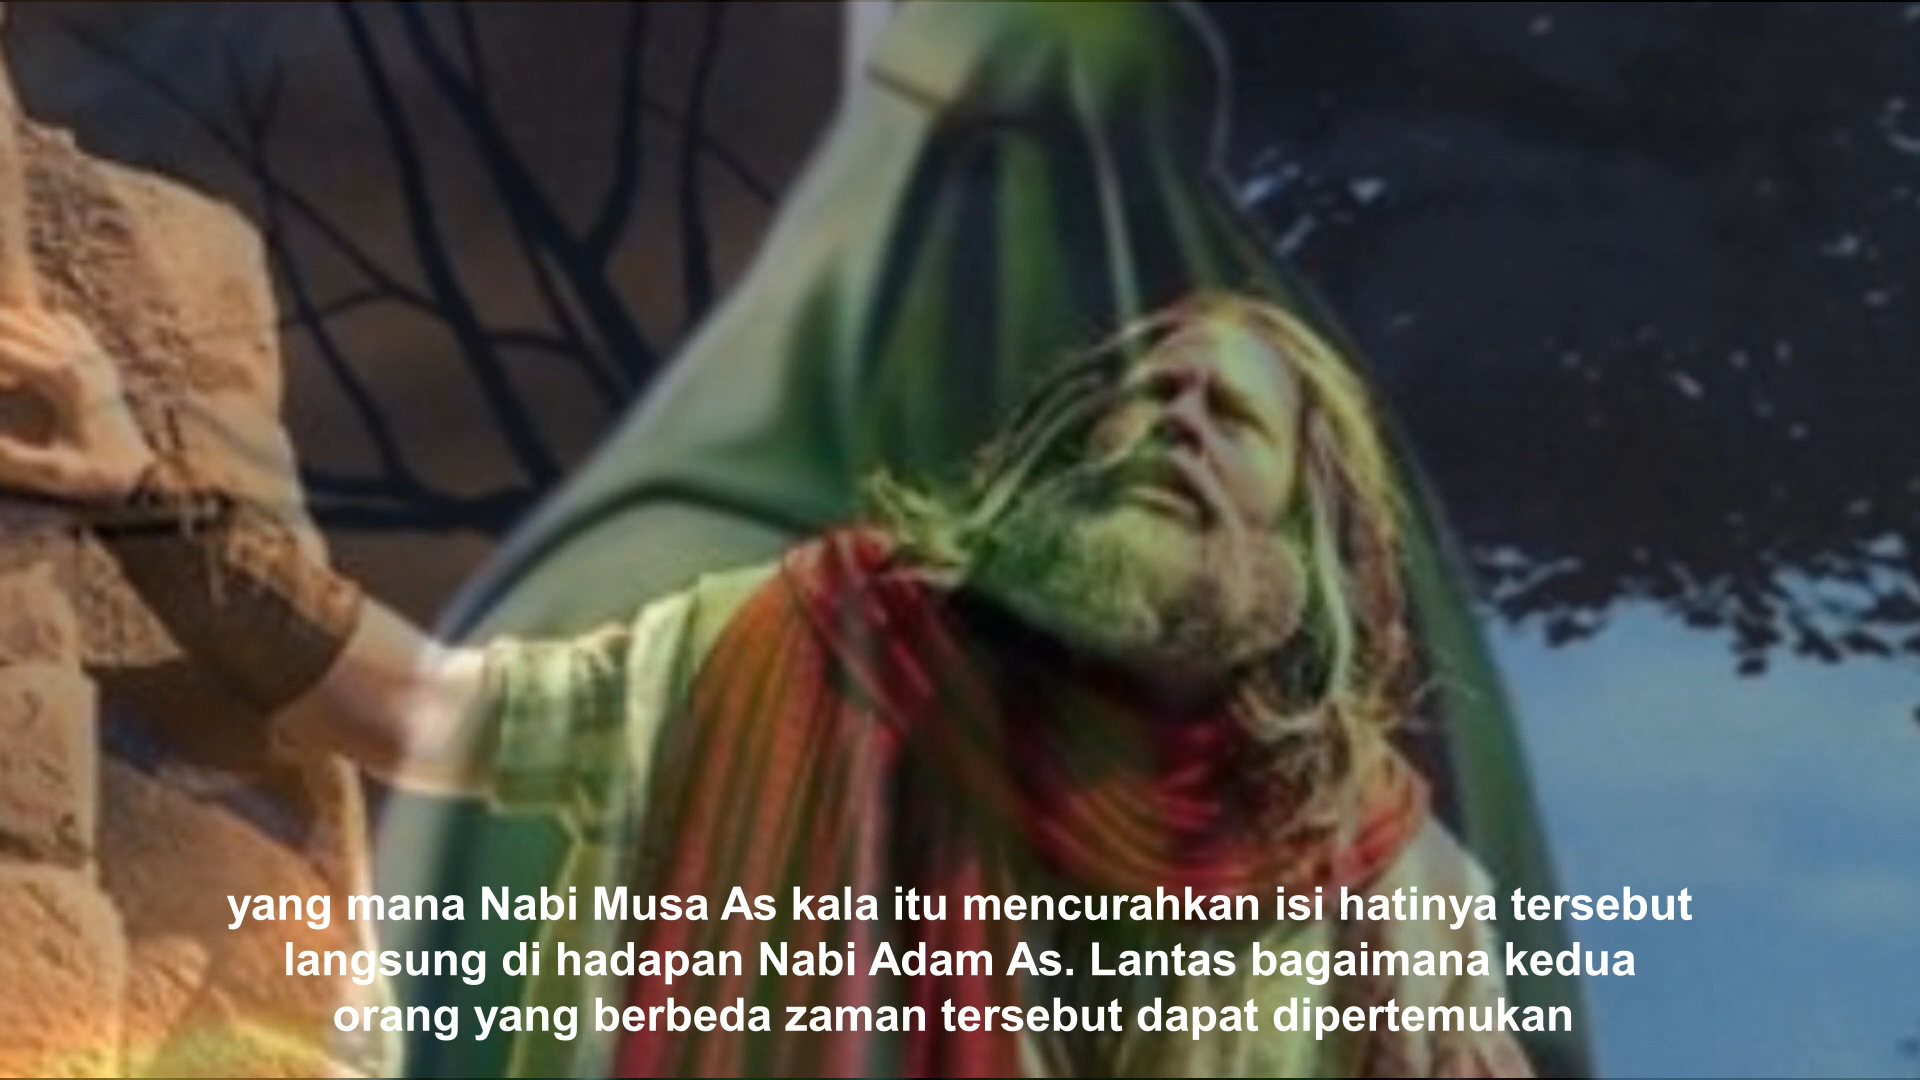 yang mana Nabi Musa As kala itu mencurahkan isi hatinya tersebut
langsung di hadapan Nabi Adam As. Lantas bagaimana kedua
orang yang berbeda zaman tersebut dapat dipertemukan